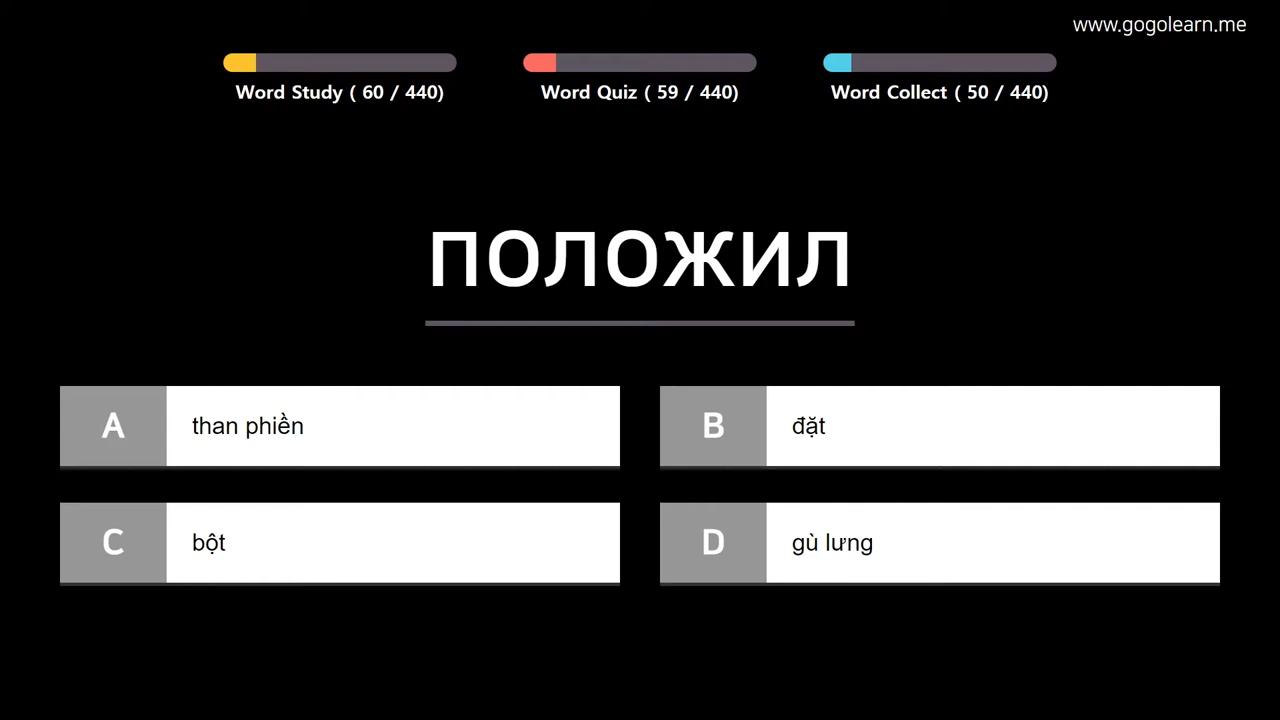 www.gogolearn.me
Word Study ( 60 / 440)
Word Quiz ( 59 / 440)
Word Collect ( 50 / 440)
положил
A than phiền
B đặt
C bột
D gù lưng